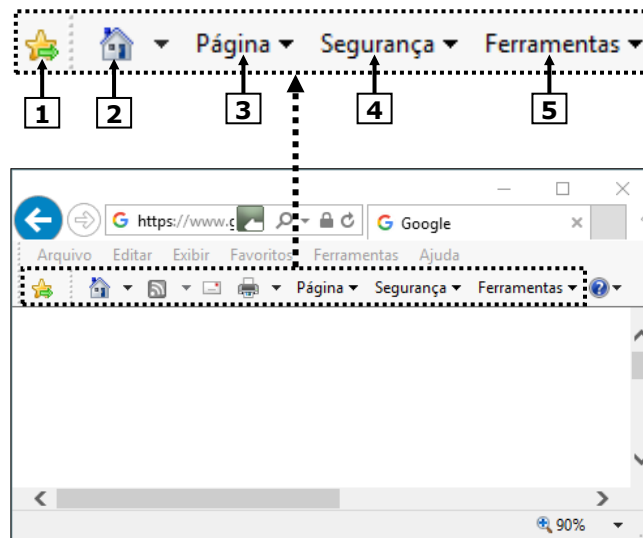 Página Segurança Ferramentas
1 2 3 4 5
G https://www.g G Google
Arquivo Editar Exibir Favoritos Ferramentas Ajuda
Página Segurança Ferramentas ?
90%